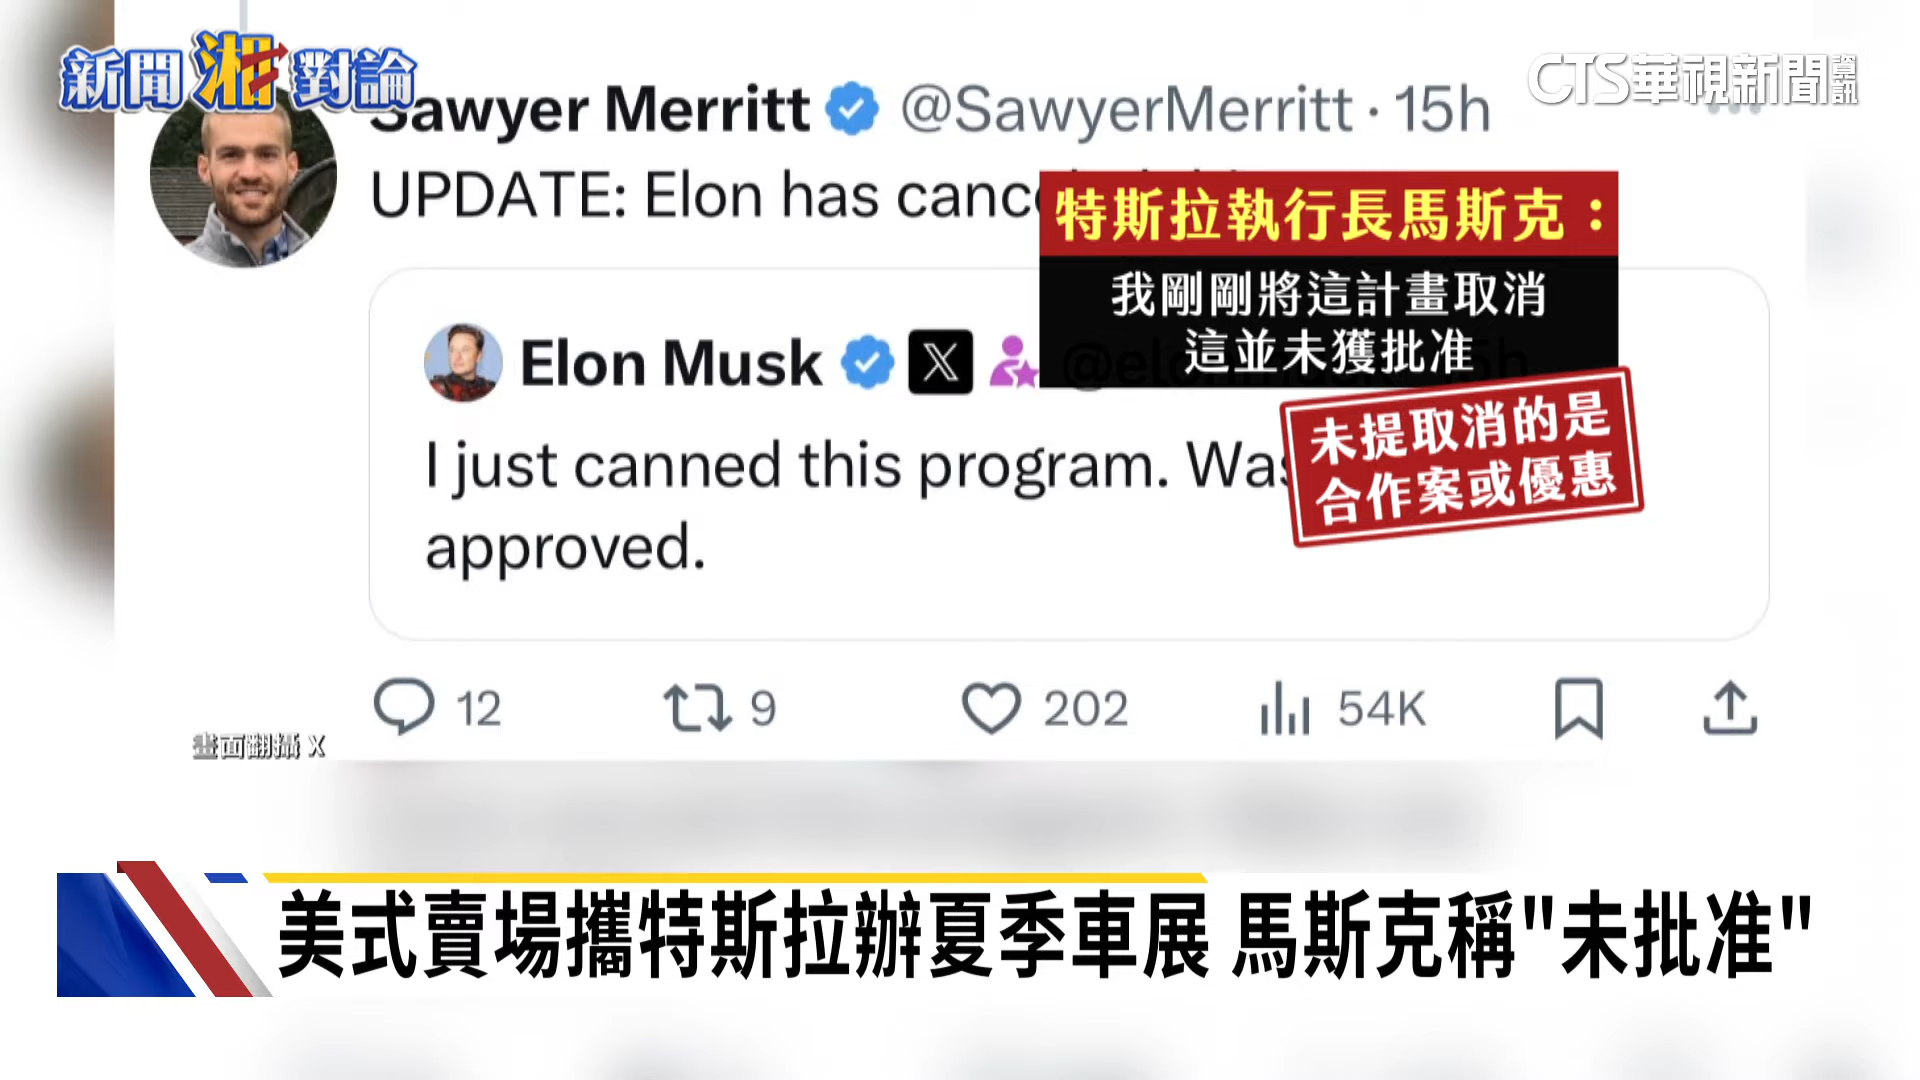 新聞湘對論
CTS華視新聞資訊
Sawyer Merritt @SawyerMerritt · 15h
UPDATE: Elon has
特斯拉執行長馬斯克：
我剛剛將這計畫取消
這並未獲批准
Elon Musk
I just canned this program.
approved.
未提取消的是
合作案或優惠
12 9 202 54K
畫面翻攝 X
美式賣場攜特斯拉辦夏季車展 馬斯克稱"未批准"